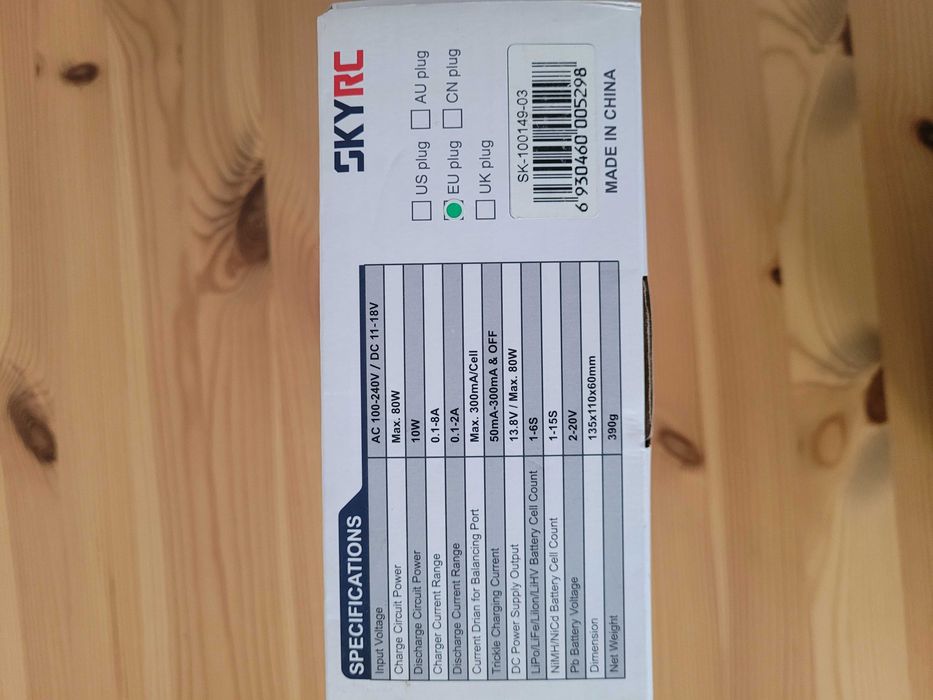 SPECIFICATIONS
Input Voltage AC 100-240V / DC 11-18V
Charge Circuit Power Max. 80W
Discharge Circuit Power 10W
Charger Current Range 0.1-8A
Discharge Current Range 0.1-2A
Current Drian for Balancing Port Max. 300mA/Cell
Trickle Charging Current 50mA-300mA & OFF
DC Power Supply Output 13.8V / Max. 80W
LiPo/LiFe/LiIon/LiHV Battery Cell Count 1-6S
NiMH/NiCd Battery Cell Count 1-15S
Pb Battery Voltage 2-20V
Dimension 135x110x60mm
Net Weight 390g
SKYRC
US plug AU plug
EU plug CN plug
UK plug
SK-100149-03
6 930460 005298
MADE IN CHINA